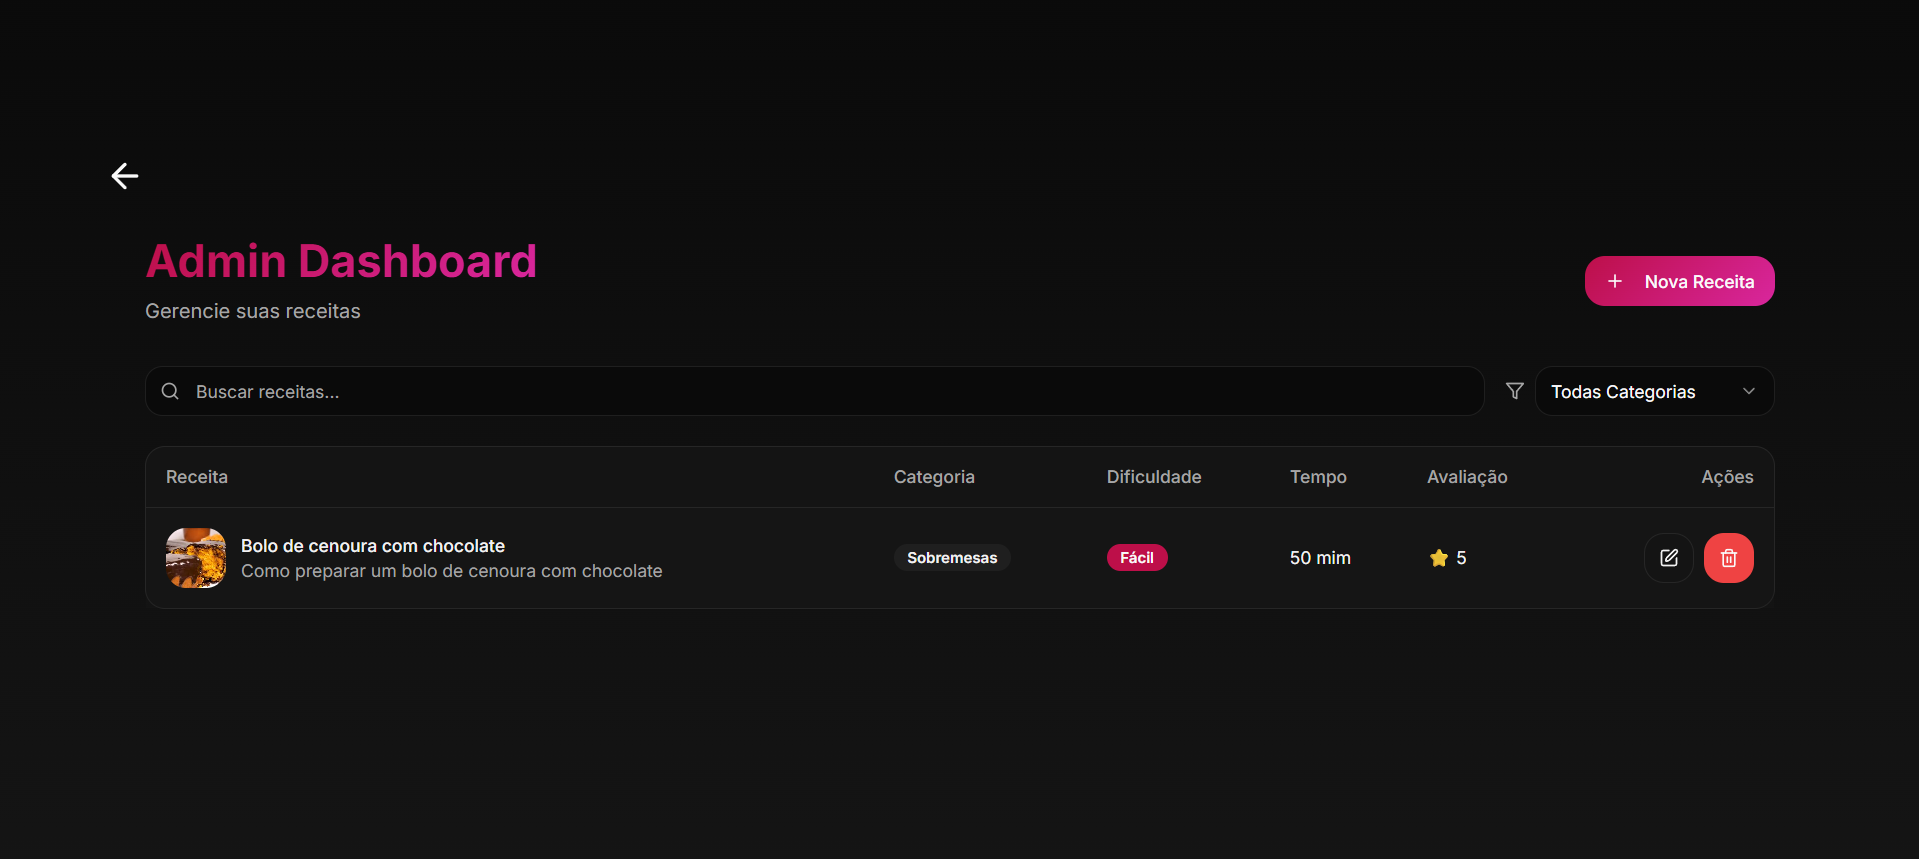 Admin Dashboard
Gerencie suas receitas
Nova Receita
Buscar receitas...
Todas Categorias
Receita Categoria Dificuldade Tempo Avaliação Ações
Bolo de cenoura com chocolate
Como preparar um bolo de cenoura com chocolate
Sobremesas Fácil 50 mim 5